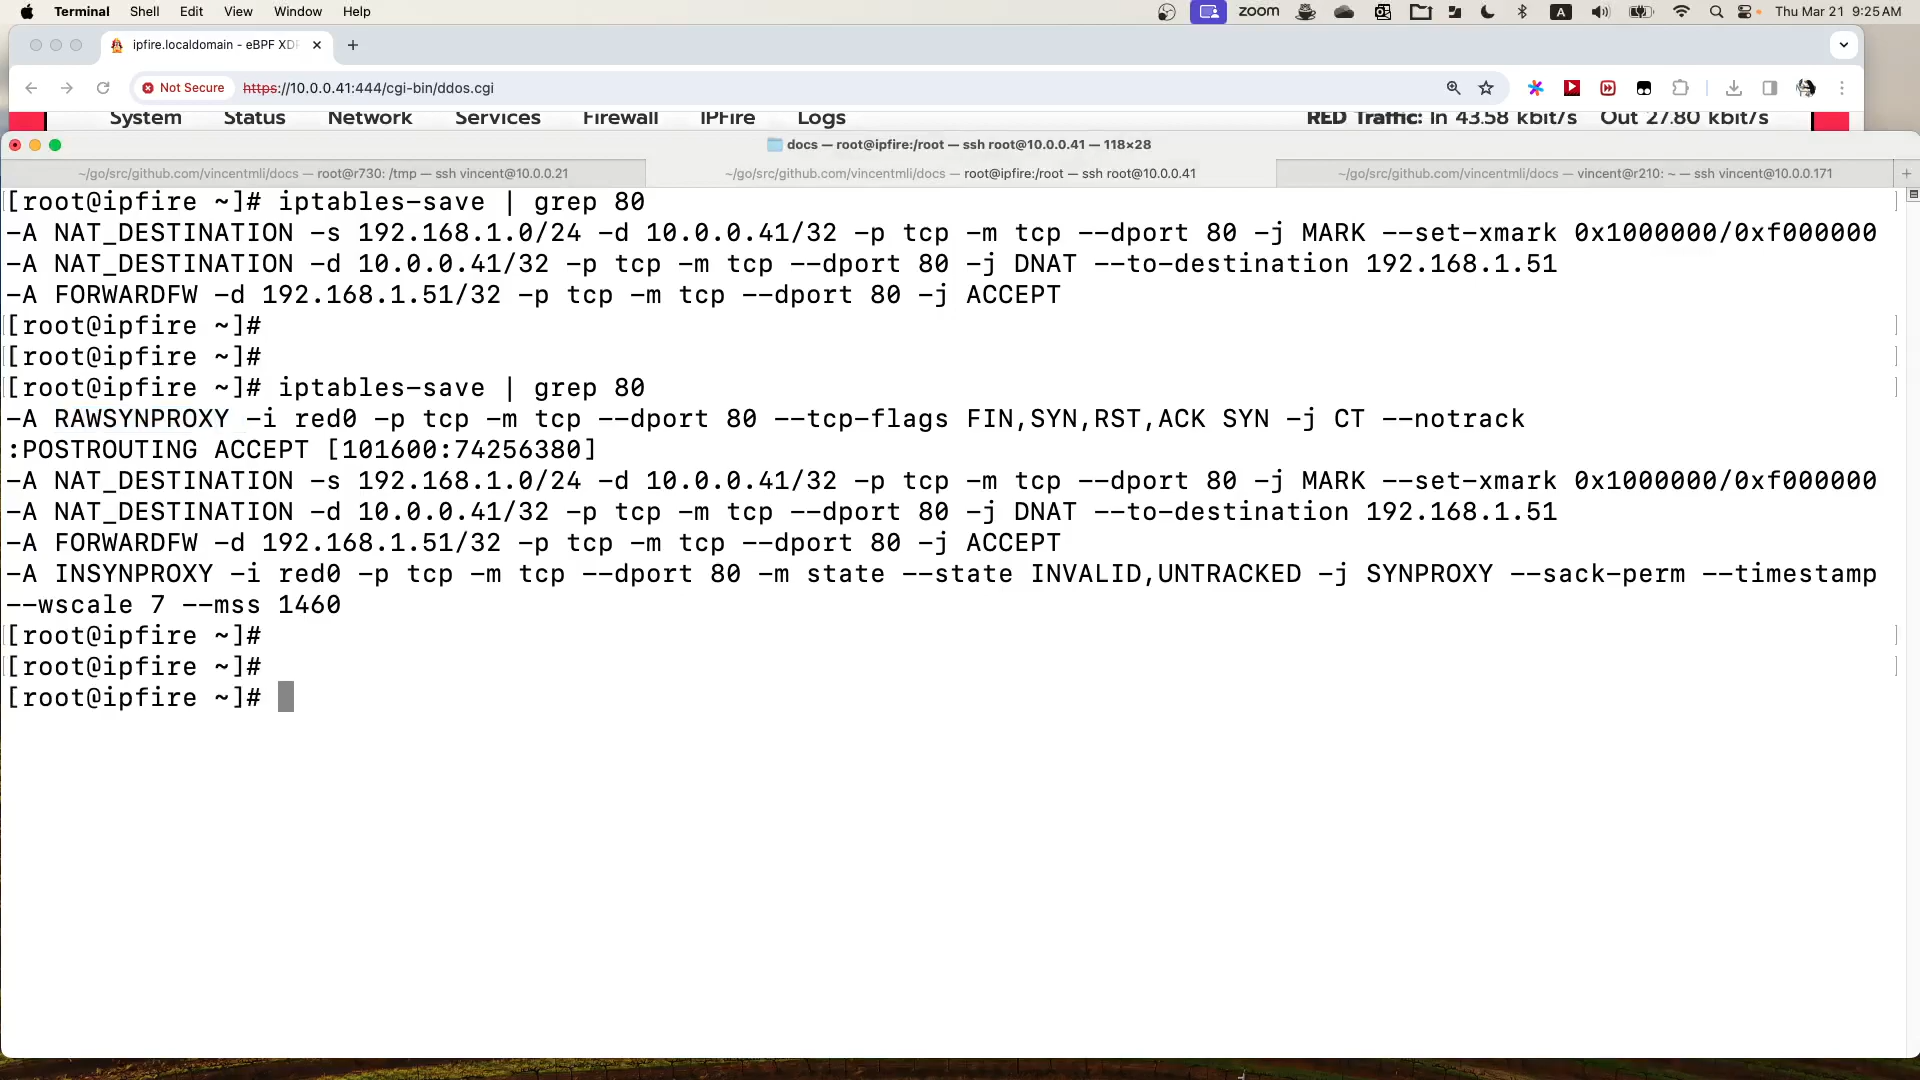 Terminal Shell Edit View Window Help zoom A Thu Mar 21 9:25 AM
ipfire.localdomain - eBPF XDP
Not Secure https://10.0.0.41:444/cgi-bin/ddos.cgi
System Status Network Services Firewall IPFire Logs RED Traffic: In 43.58 kbit/s Out 27.80 kbit/s
docs — root@ipfire:/root — ssh root@10.0.0.41 — 118×28
~/go/src/github.com/vincentmli/docs — root@r730: /tmp — ssh vincent@10.0.0.21 ~/go/src/github.com/vincentmli/docs — root@ipfire:/root — ssh root@10.0.0.41 ~/go/src/github.com/vincentmli/docs — vincent@r210: ~ — ssh vincent@10.0.0.171
[root@ipfire ~]# iptables-save | grep 80
-A NAT_DESTINATION -s 192.168.1.0/24 -d 10.0.0.41/32 -p tcp -m tcp --dport 80 -j MARK --set-xmark 0x1000000/0xf000000
-A NAT_DESTINATION -d 10.0.0.41/32 -p tcp -m tcp --dport 80 -j DNAT --to-destination 192.168.1.51
-A FORWARDFW -d 192.168.1.51/32 -p tcp -m tcp --dport 80 -j ACCEPT
[root@ipfire ~]#
[root@ipfire ~]#
[root@ipfire ~]# iptables-save | grep 80
-A RAWSYNPROXY -i red0 -p tcp -m tcp --dport 80 --tcp-flags FIN,SYN,RST,ACK SYN -j CT --notrack
:POSTROUTING ACCEPT [101600:74256380]
-A NAT_DESTINATION -s 192.168.1.0/24 -d 10.0.0.41/32 -p tcp -m tcp --dport 80 -j MARK --set-xmark 0x1000000/0xf000000
-A NAT_DESTINATION -d 10.0.0.41/32 -p tcp -m tcp --dport 80 -j DNAT --to-destination 192.168.1.51
-A FORWARDFW -d 192.168.1.51/32 -p tcp -m tcp --dport 80 -j ACCEPT
-A INSYNPROXY -i red0 -p tcp -m tcp --dport 80 -m state --state INVALID,UNTRACKED -j SYNPROXY --sack-perm --timestamp
--wscale 7 --mss 1460
[root@ipfire ~]#
[root@ipfire ~]#
[root@ipfire ~]#